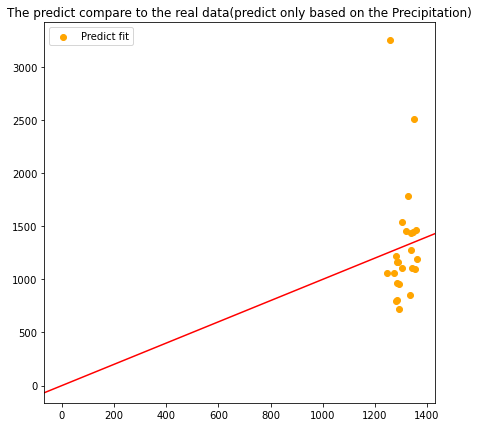 The predict compare to the real data(predict only based on the Precipitation)
Predict fit
3000
2500
2000
1500
1000
500
0
0 200 400 600 800 1000 1200 1400